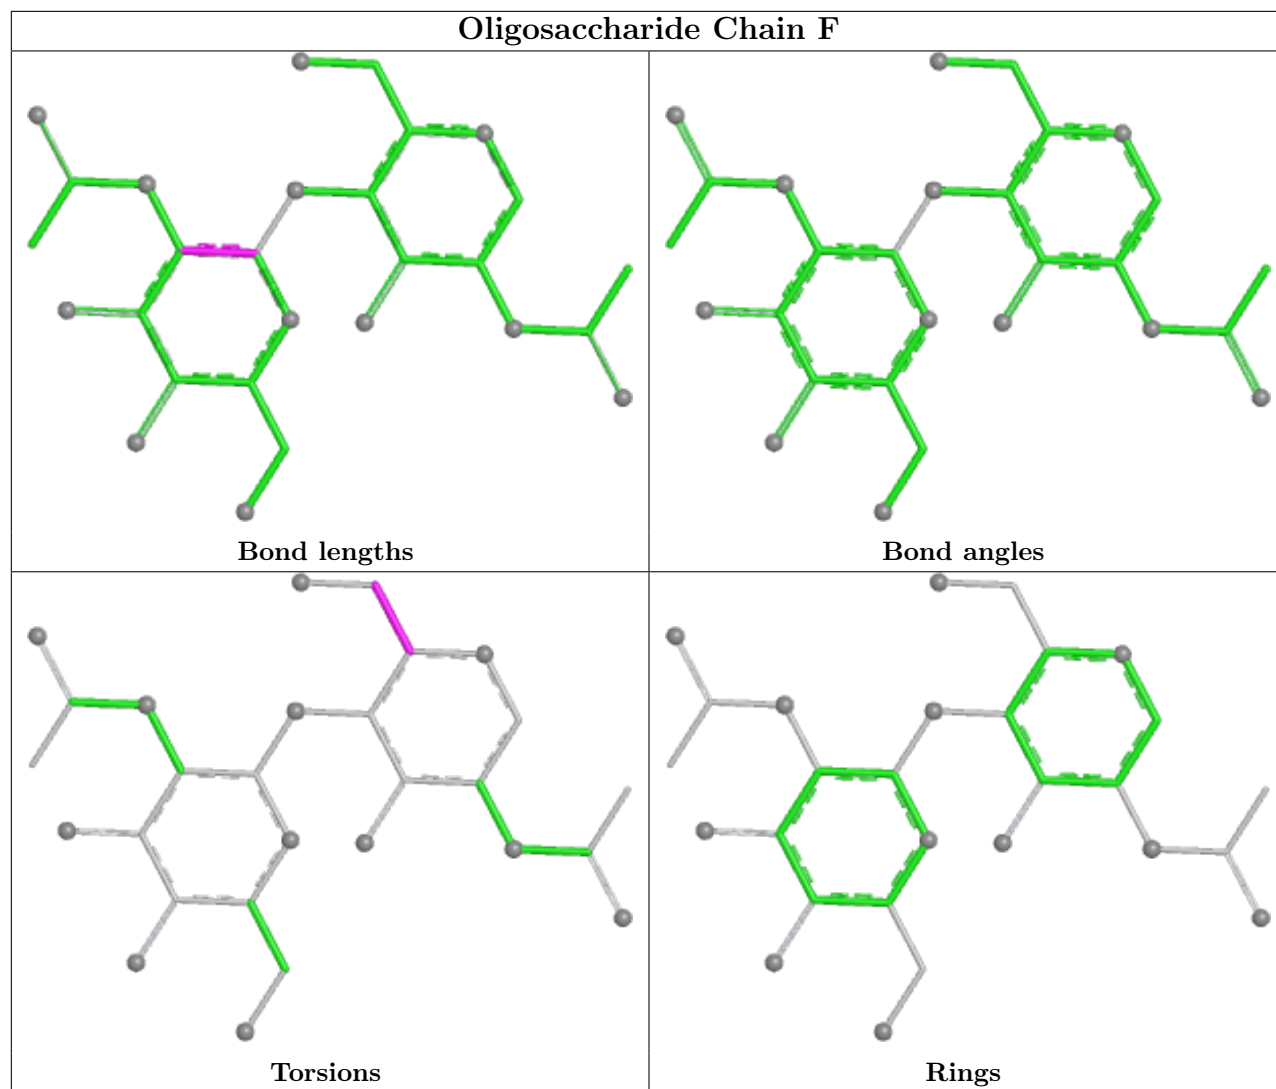 Oligosaccharide Chain F
Bond lengths
Bond angles
Torsions
Rings